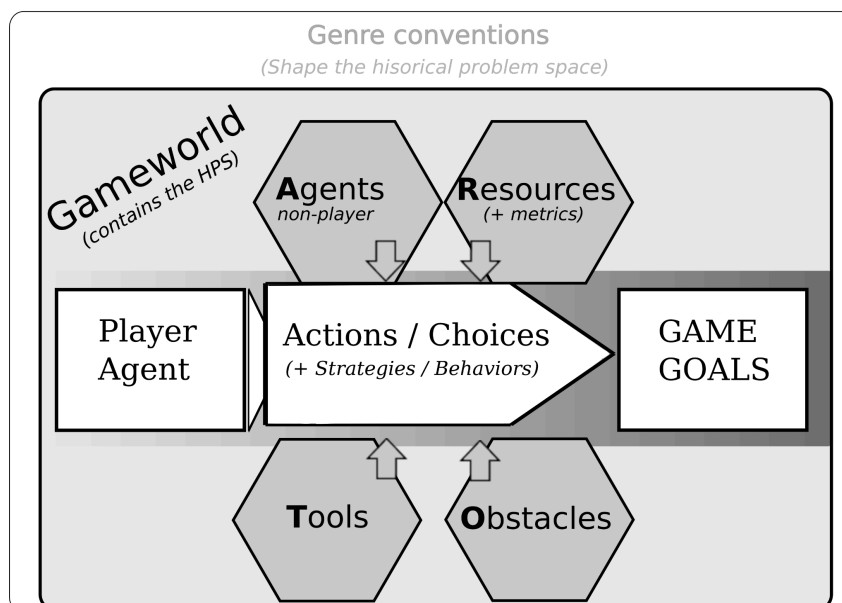 Genre conventions
(Shape the hisorical problem space)
Gameworld
(contains the HPS)
Agents
non-player
Resources
(+ metrics)
Player
Agent
Actions / Choices
(+ Strategies / Behaviors)
GAME
GOALS
Tools
Obstacles